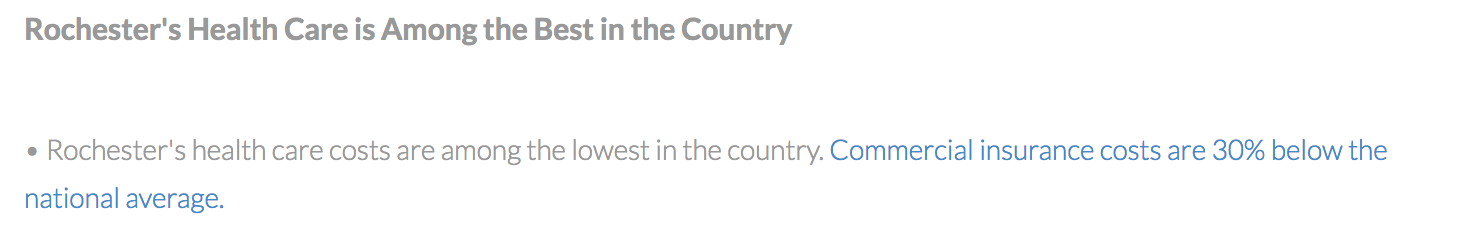 Rochester's Health Care is Among the Best in the Country
• Rochester's health care costs are among the lowest in the country. Commercial insurance costs are 30% below the
national average.